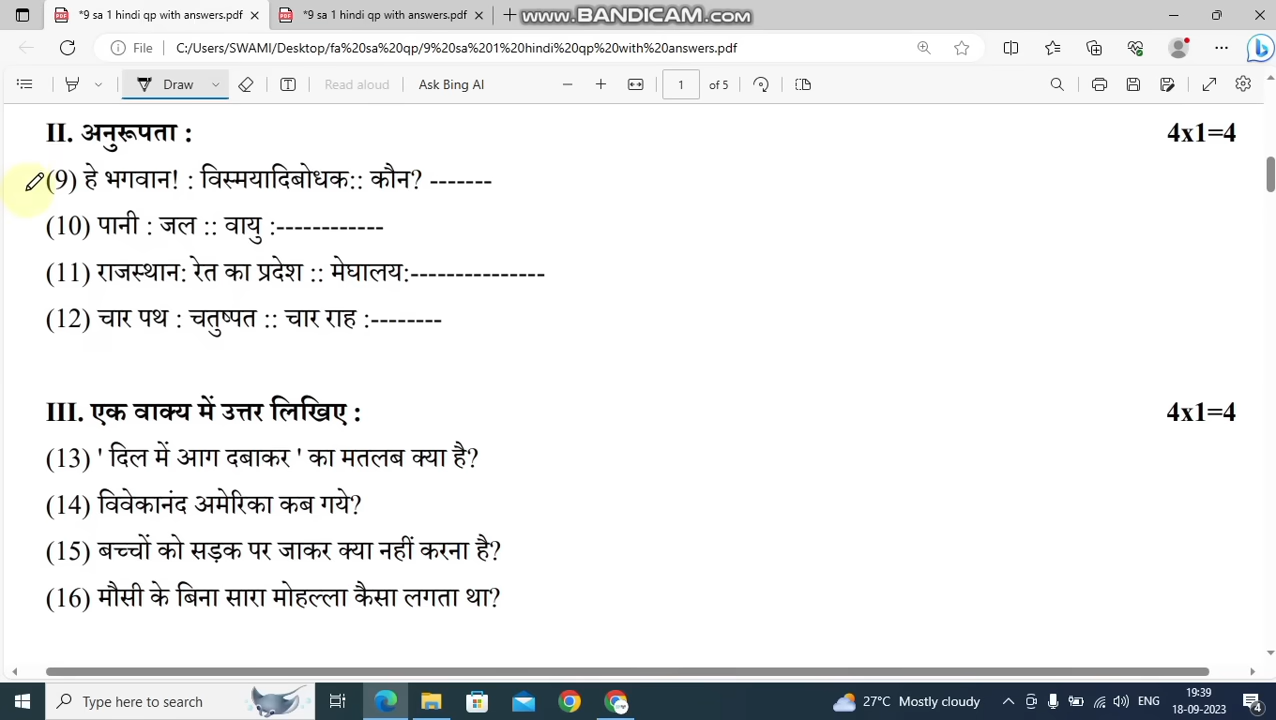 *9 sa 1 hindi qp with answers.pdf
*9 sa 1 hindi qp with answers.pdf
www.BANDICAM.com
File
C:/Users/SWAMI/Desktop/fa%20sa%20qp/9%20sa%201%20hindi%20qp%20with%20answers.pdf
Draw
Read aloud
Ask Bing AI
1 of 5
II. अनुरूपता : 4x1=4
(9) हे भगवान! : विस्मयादिबोधक:: कौन? -------
(10) पानी : जल :: वायु :------------
(11) राजस्थान: रेत का प्रदेश :: मेघालय:---------------
(12) चार पथ : चतुष्पत :: चार राह :--------
III. एक वाक्य में उत्तर लिखिए : 4x1=4
(13) ' दिल में आग दबाकर ' का मतलब क्या है?
(14) विवेकानंद अमेरिका कब गये?
(15) बच्चों को सड़क पर जाकर क्या नहीं करना है?
(16) मौसी के बिना सारा मोहल्ला कैसा लगता था?
Type here to search
27°C Mostly cloudy
ENG
19:39
18-09-2023
4